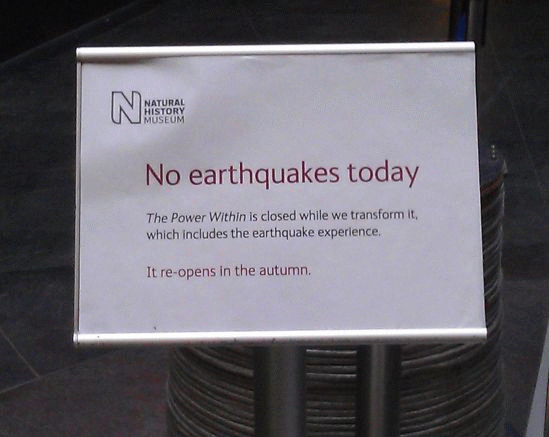 N NATURAL
HISTORY
MUSEUM
No earthquakes today
The Power Within is closed while we transform it,
which includes the earthquake experience.
It re-opens in the autumn.